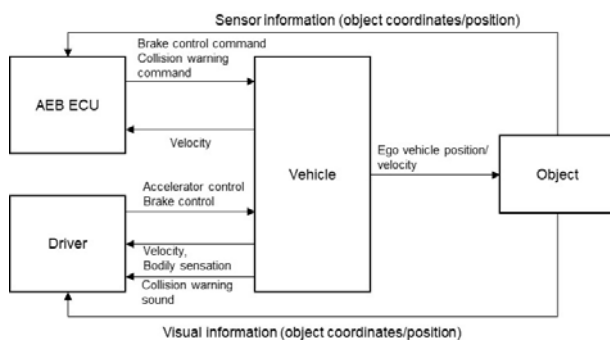 Sensor information (object coordinates/position)
Brake control command
Collision warning
command
AEB ECU
Velocity
Vehicle
Ego vehicle position/
velocity
Object
Accelerator control
Brake control
Driver
Velocity,
Bodily sensation
Collision warning
sound
Visual information (object coordinates/position)